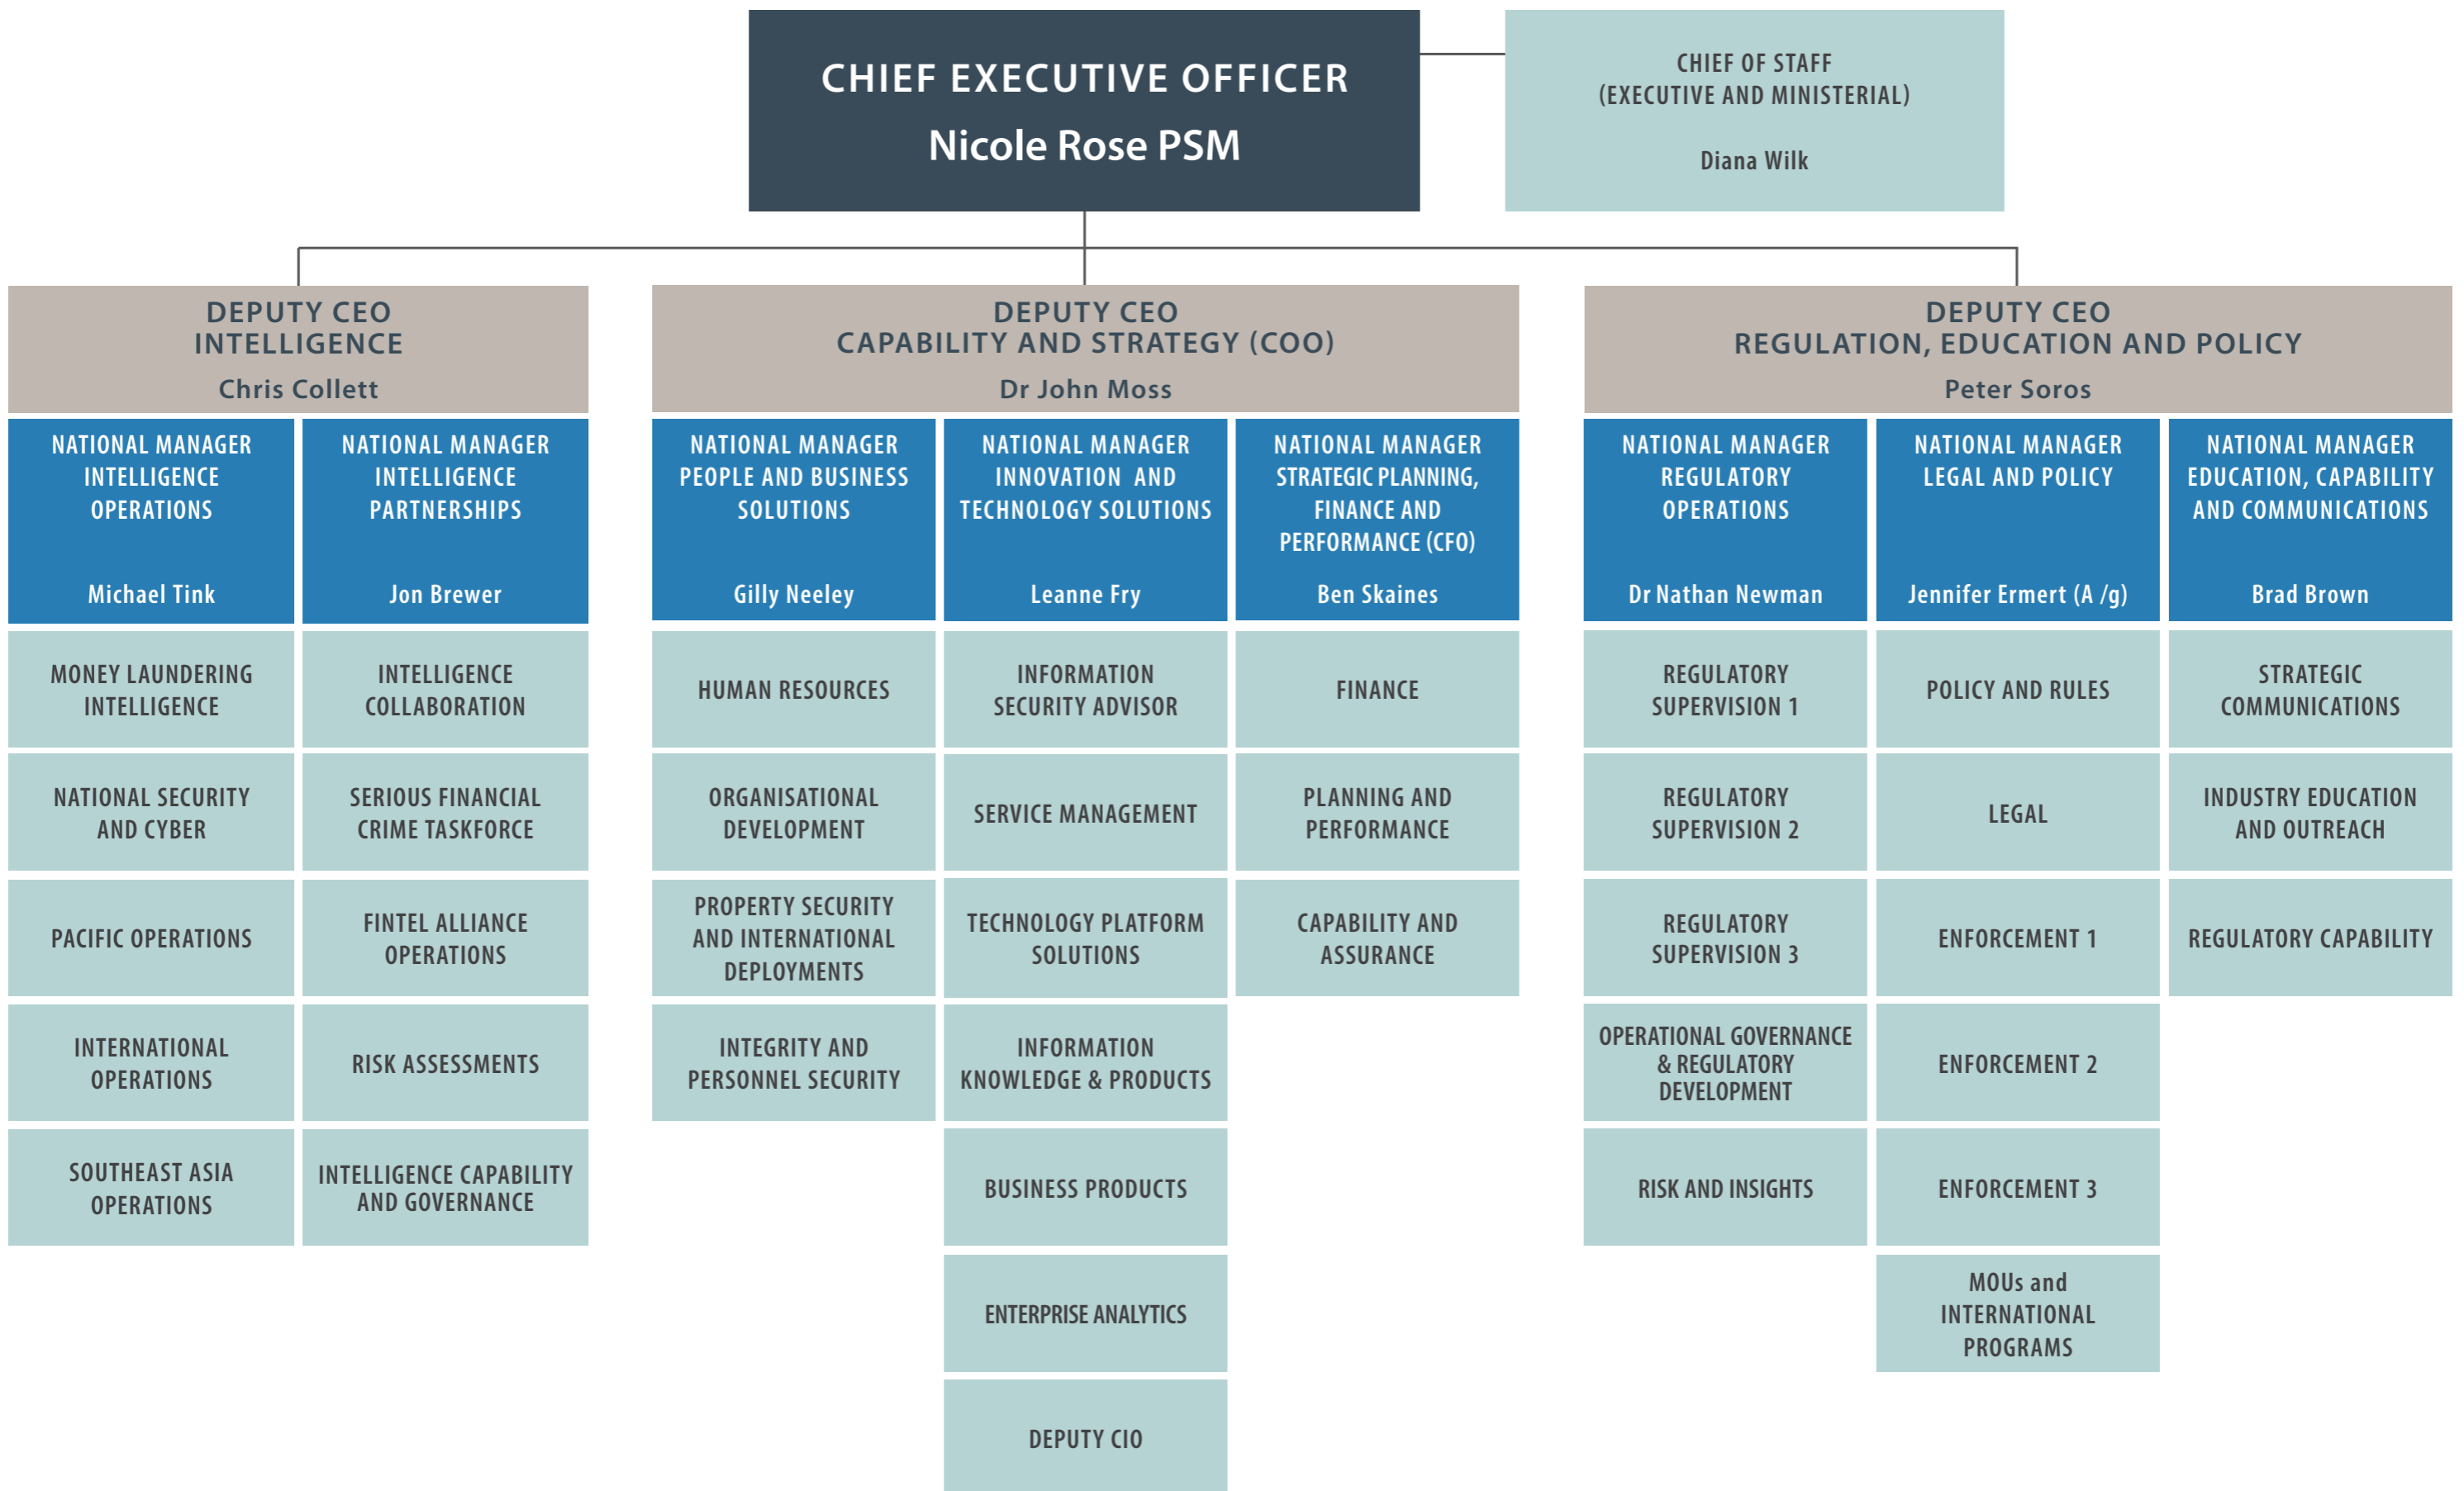 CHIEF EXECUTIVE OFFICER
Nicole Rose PSM
CHIEF OF STAFF
(EXECUTIVE AND MINISTERIAL)
Diana Wilk
DEPUTY CEO
INTELLIGENCE
Chris Collett
NATIONAL MANAGER
INTELLIGENCE
OPERATIONS
Michael Tink
MONEY LAUNDERING
INTELLIGENCE
NATIONAL SECURITY
AND CYBER
PACIFIC OPERATIONS
INTERNATIONAL
OPERATIONS
SOUTHEAST ASIA
OPERATIONS
NATIONAL MANAGER
INTELLIGENCE
PARTNERSHIPS
Jon Brewer
INTELLIGENCE
COLLABORATION
SERIOUS FINANCIAL
CRIME TASKFORCE
FINTEL ALLIANCE
OPERATIONS
RISK ASSESSMENTS
INTELLIGENCE CAPABILITY
AND GOVERNANCE
DEPUTY CEO
CAPABILITY AND STRATEGY (COO)
Dr John Moss
NATIONAL MANAGER
PEOPLE AND BUSINESS
SOLUTIONS
Gilly Neeley
HUMAN RESOURCES
ORGANISATIONAL
DEVELOPMENT
PROPERTY SECURITY
AND INTERNATIONAL
DEPLOYMENTS
INTEGRITY AND
PERSONNEL SECURITY
NATIONAL MANAGER
INNOVATION AND
TECHNOLOGY SOLUTIONS
Leanne Fry
INFORMATION
SECURITY ADVISOR
SERVICE MANAGEMENT
TECHNOLOGY PLATFORM
SOLUTIONS
INFORMATION
KNOWLEDGE & PRODUCTS
BUSINESS PRODUCTS
ENTERPRISE ANALYTICS
DEPUTY CIO
NATIONAL MANAGER
STRATEGIC PLANNING,
FINANCE AND
PERFORMANCE (CFO)
Ben Skaines
FINANCE
PLANNING AND
PERFORMANCE
CAPABILITY AND
ASSURANCE
DEPUTY CEO
REGULATION, EDUCATION AND POLICY
Peter Soros
NATIONAL MANAGER
REGULATORY
OPERATIONS
Dr Nathan Newman
REGULATORY
SUPERVISION 1
REGULATORY
SUPERVISION 2
REGULATORY
SUPERVISION 3
OPERATIONAL GOVERNANCE
& REGULATORY
DEVELOPMENT
RISK AND INSIGHTS
NATIONAL MANAGER
LEGAL AND POLICY
Jennifer Ermert (A /g)
POLICY AND RULES
LEGAL
ENFORCEMENT 1
ENFORCEMENT 2
ENFORCEMENT 3
MOUs and
INTERNATIONAL
PROGRAMS
NATIONAL MANAGER
EDUCATION, CAPABILITY
AND COMMUNICATIONS
Brad Brown
STRATEGIC
COMMUNICATIONS
INDUSTRY EDUCATION
AND OUTREACH
REGULATORY CAPABILITY